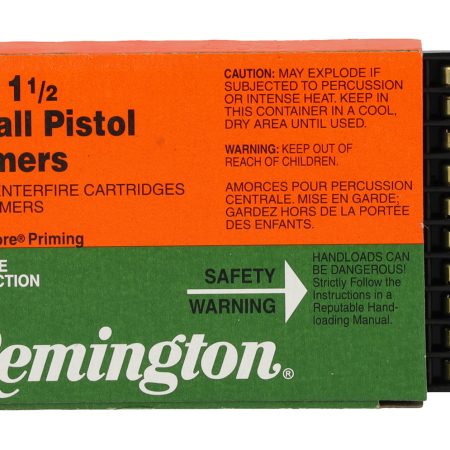 1 1/2
all Pistol
mers
ENTERFIRE CARTRIDGES
MERS
ore® Priming
E
CTION
CAUTION: MAY EXPLODE IF
SUBJECTED TO PERCUSSION
OR INTENSE HEAT. KEEP IN
THIS CONTAINER IN A COOL,
DRY AREA UNTIL USED.
WARNING: KEEP OUT OF
REACH OF CHILDREN.
AMORCES POUR PERCUSSION
CENTRALE. MISE EN GARDE;
GARDEZ HORS DE LA PORTÉE
DES ENFANTS.
SAFETY
WARNING
HANDLOADS CAN
BE DANGEROUS!
Strictly Follow the
Instructions in a
Reputable Hand-
loading Manual.
Remington®